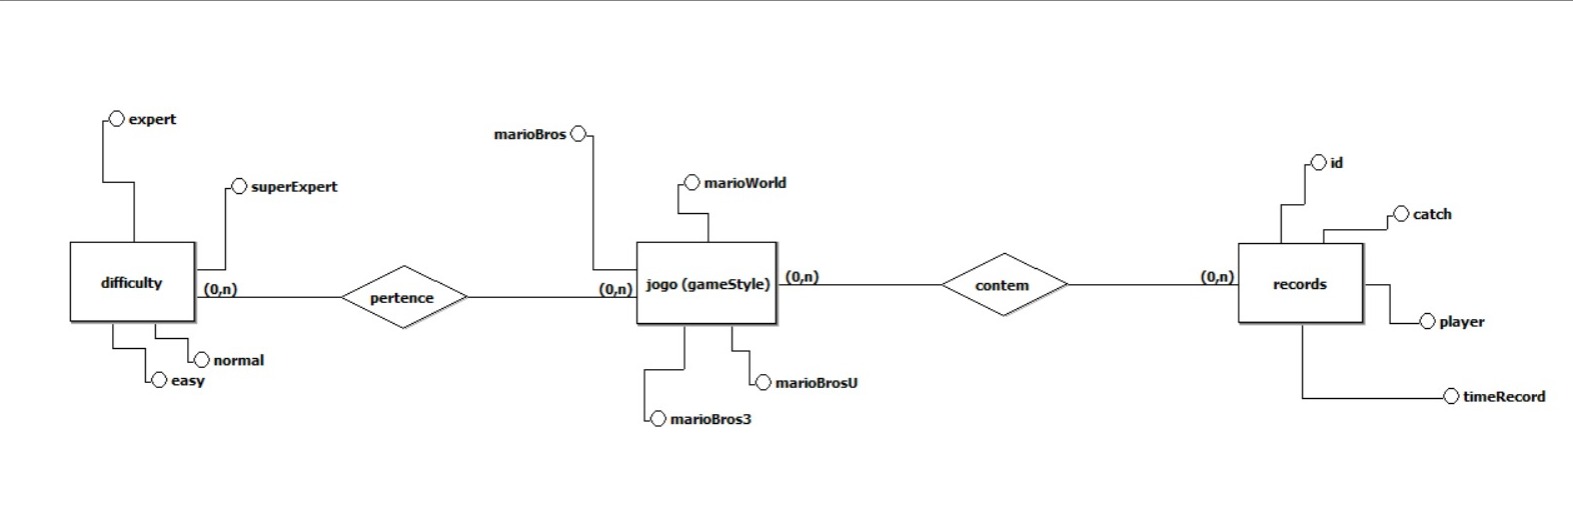 expert
marioBros
id
marioWorld
superExpert
catch
difficulty
(0,n)
pertence
(0,n)
jogo (gameStyle)
(0,n)
contem
(0,n)
records
player
normal
easy
marioBrosU
timeRecord
marioBros3